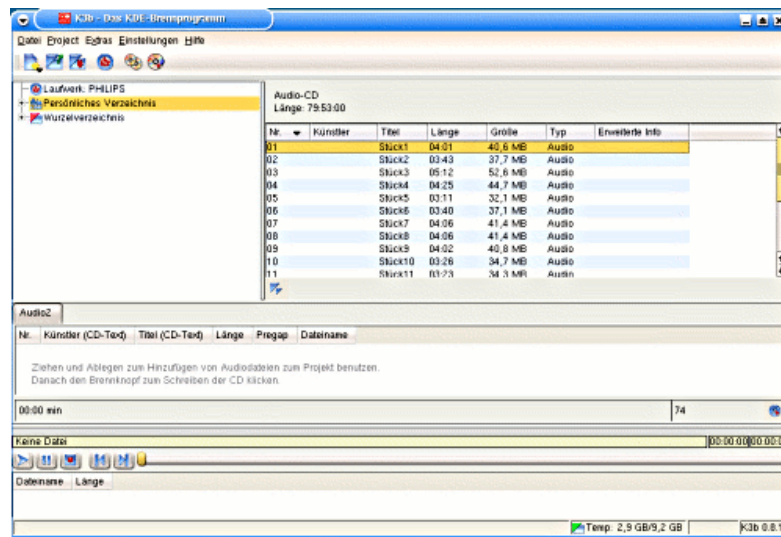 K3b - Das KDE-Brennprogramm
Datei Project Extras Einstellungen Hilfe
Laufwerk: PHILIPS
Persönliches Verzeichnis
Wurzelverzeichnis
Audio-CD
Länge: 79:53:00
Nr. Künstler Titel Länge Größe Typ Erweiterte Info
01 Stück1 04:01 40,6 MB Audio
02 Stück2 03:43 37,7 MB Audio
03 Stück3 05:12 52,6 MB Audio
04 Stück4 04:25 44,7 MB Audio
05 Stück5 03:11 32,1 MB Audio
06 Stück6 03:40 37,1 MB Audio
07 Stück7 04:06 41,4 MB Audio
08 Stück8 04:06 41,4 MB Audio
09 Stück9 04:02 40,8 MB Audio
10 Stück10 03:26 34,7 MB Audio
11 Stück11 03:23 34,3 MB Audio
Audio2
Nr. Künstler (CD-Text) Titel (CD-Text) Länge Pregap Dateiname
Ziehen und Ablegen zum Hinzufügen von Audiodateien zum Projekt benutzen.
Danach den Brennknopf zum Schreiben der CD klicken.
00:00 min 74
Keine Datei 00:00:00 00:00:
Dateiname Länge
Temp: 2,9 GB/9,2 GB K3b 0.8.1